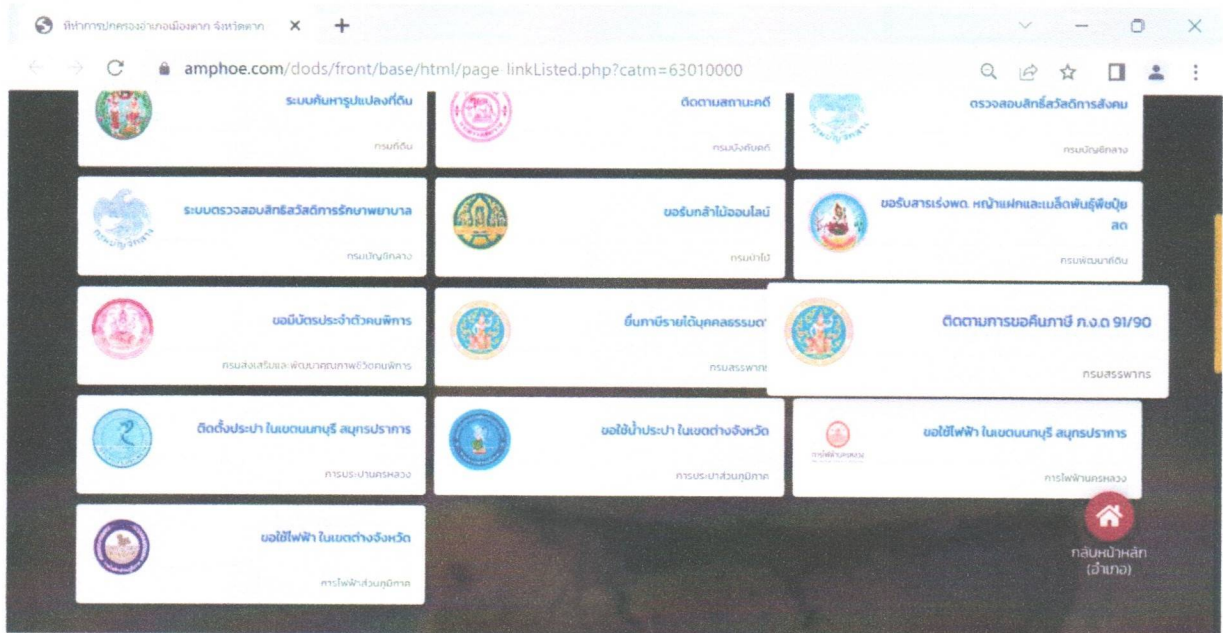 ที่ทำการปกครองอำเภอเมืองตาก จังหวัดตาก
amphoe.com/dods/front/base/html/page-linkListed.php?catm=63010000
ระบบค้นหารูปแปลงที่ดิน
กรมที่ดิน
ติดตามสถานะคดี
กรมบังคับคดี
ตรวจสอบสิทธิ์สวัสดิการสังคม
กรมบัญชีกลาง
ระบบตรวจสอบสิทธิสวัสดิการรักษาพยาบาล
กรมบัญชีกลาง
ขอรับกล้าไม้ออนไลน์
กรมป่าไม้
ขอรับสารเร่งพด. หญ้าแฝกและเมล็ดพันธุ์พืชปุ๋ย
สด
กรมพัฒนาที่ดิน
ขอมีบัตรประจำตัวคนพิการ
กรมส่งเสริมและพัฒนาคุณภาพชีวิตคนพิการ
ยื่นภาษีรายได้บุคคลธรรมดา
กรมสรรพากร
ติดตามการขอคืนภาษี ภ.ง.ด 91/90
กรมสรรพากร
ติดตั้งประปา ในเขตนนทบุรี สมุทรปราการ
การประปานครหลวง
ขอใช้น้ำประปา ในเขตต่างจังหวัด
การประปาส่วนภูมิภาค
ขอใช้ไฟฟ้า ในเขตนนทบุรี สมุทรปราการ
การไฟฟ้านครหลวง
การไฟฟ้านครหลวง
ขอใช้ไฟฟ้า ในเขตต่างจังหวัด
การไฟฟ้าส่วนภูมิภาค
กลับหน้าหลัก
(อำเภอ)